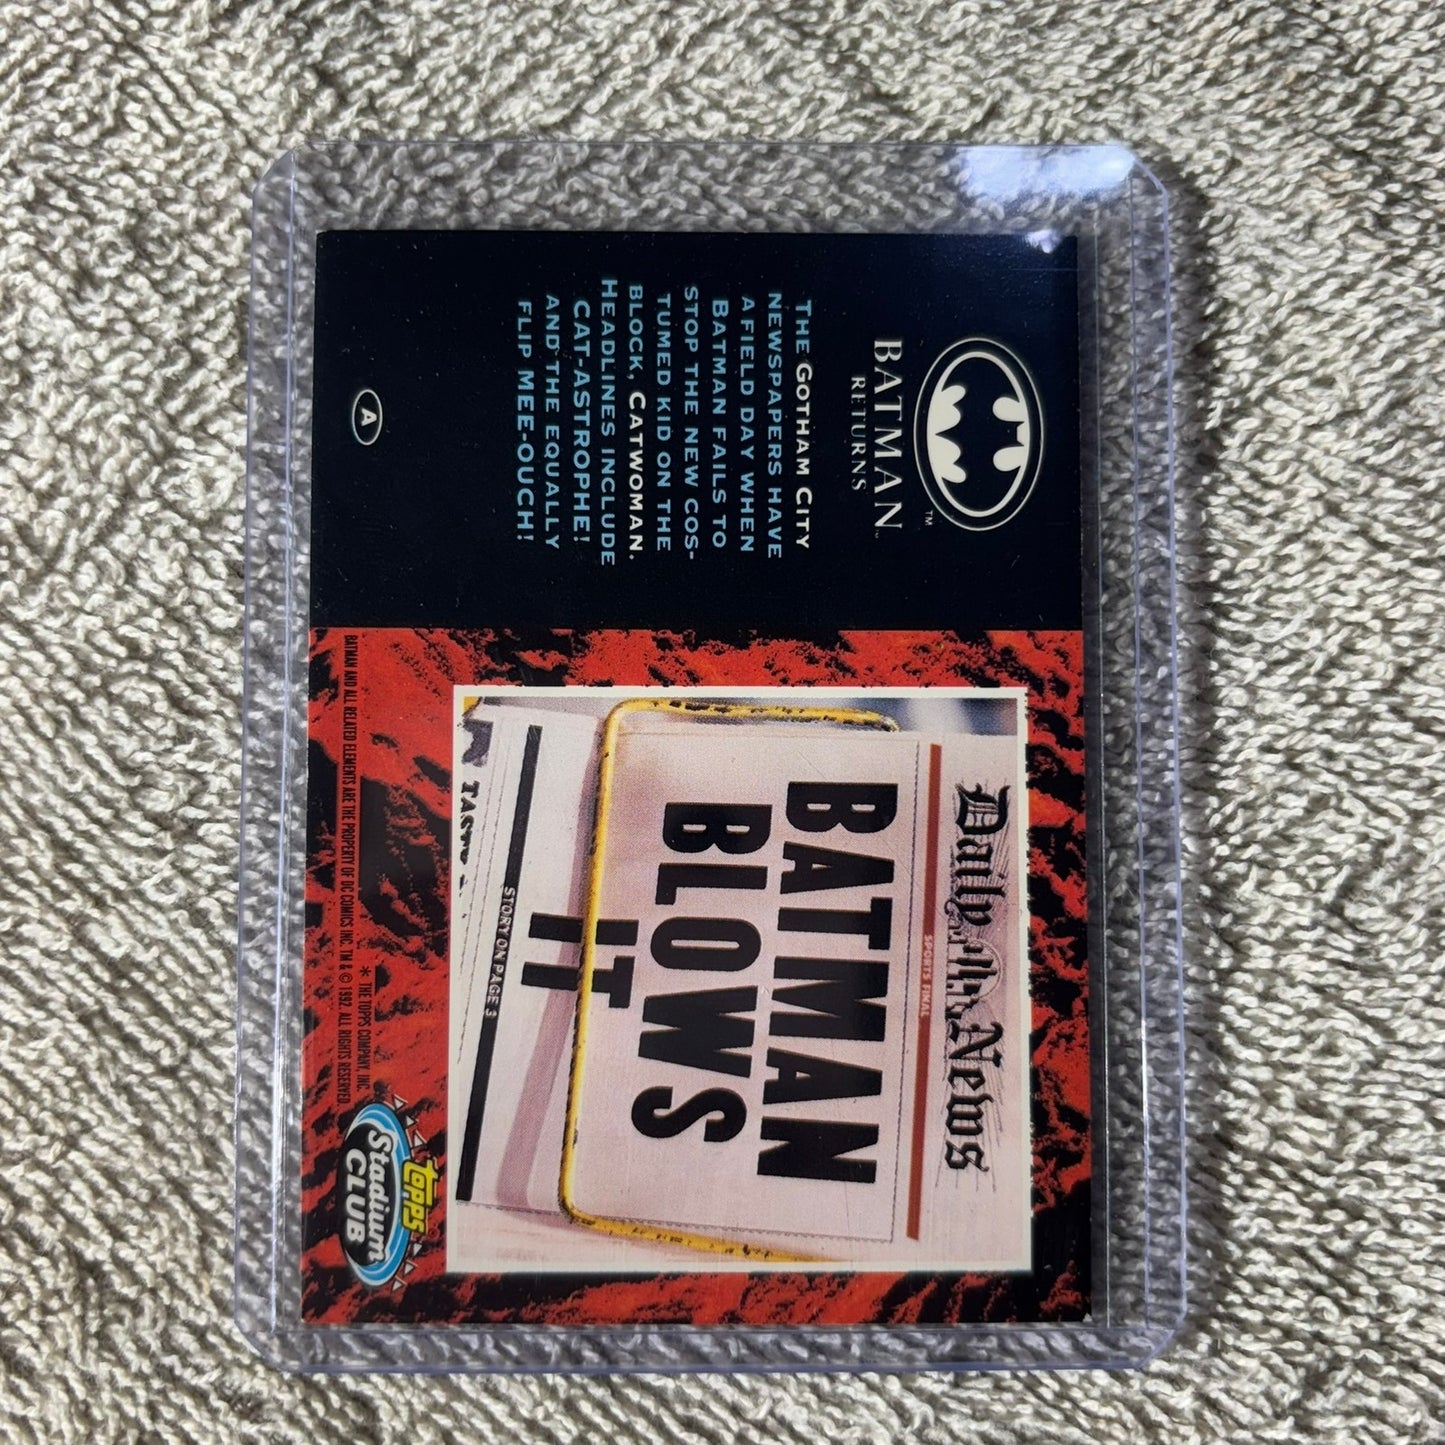 ™
BATMAN
RETURNS
THE GOTHAM CITY
NEWSPAPERS HAVE
A FIELD DAY WHEN
BATMAN FAILS TO
STOP THE NEW COS-
TUMED KID ON THE
BLOCK, CATWOMAN.
HEADLINES INCLUDE
CAT-ASTROPHE!
AND THE EQUALLY
FLIP MEE-OUCH!
A
Daily News
SPORTS FINAL
BATMAN
BLOWS
IT
STORY ON PAGE 3
* THE TOPPS COMPANY, INC.
BATMAN AND ALL RELATED ELEMENTS ARE THE PROPERTY OF DC COMICS INC. TM & © 1992. ALL RIGHTS RESERVED.
TOPPS
Stadium
CLUB